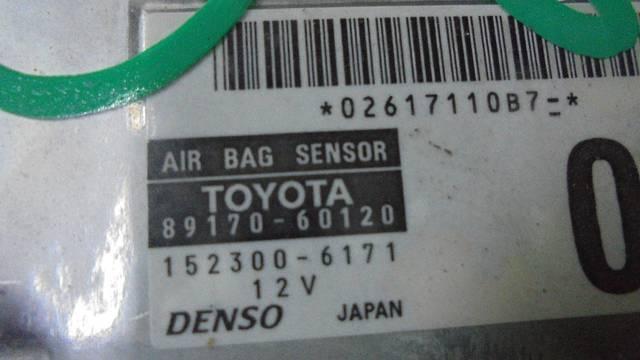 *02617110B7=*
AIR BAG SENSOR
TOYOTA
89170-60120
152300-6171
12V
DENSO JAPAN
0